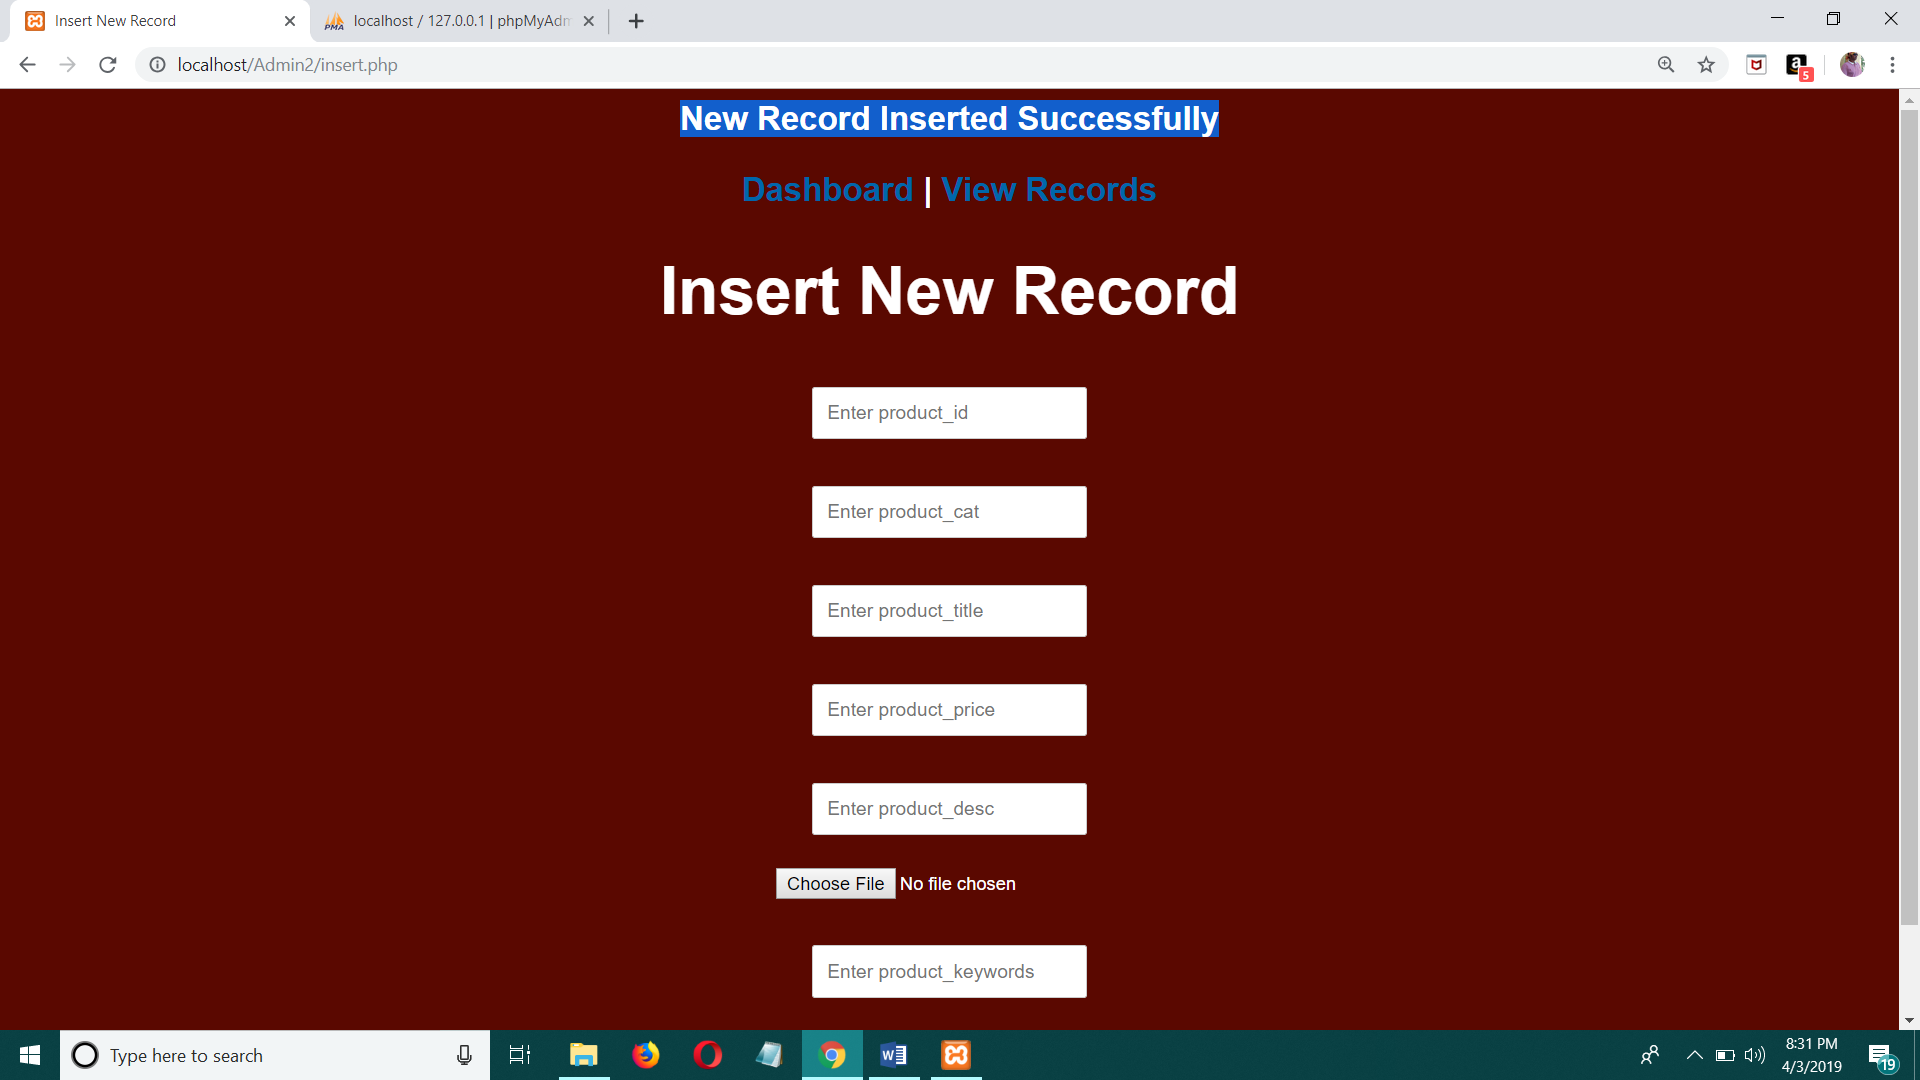 Insert New Record
localhost / 127.0.0.1 | phpMyAdm
localhost/Admin2/insert.php
5
New Record Inserted Successfully
Dashboard | View Records
Insert New Record
Enter product_id
Enter product_cat
Enter product_title
Enter product_price
Enter product_desc
Choose File No file chosen
Enter product_keywords
Type here to search
8:31 PM
4/3/2019
19